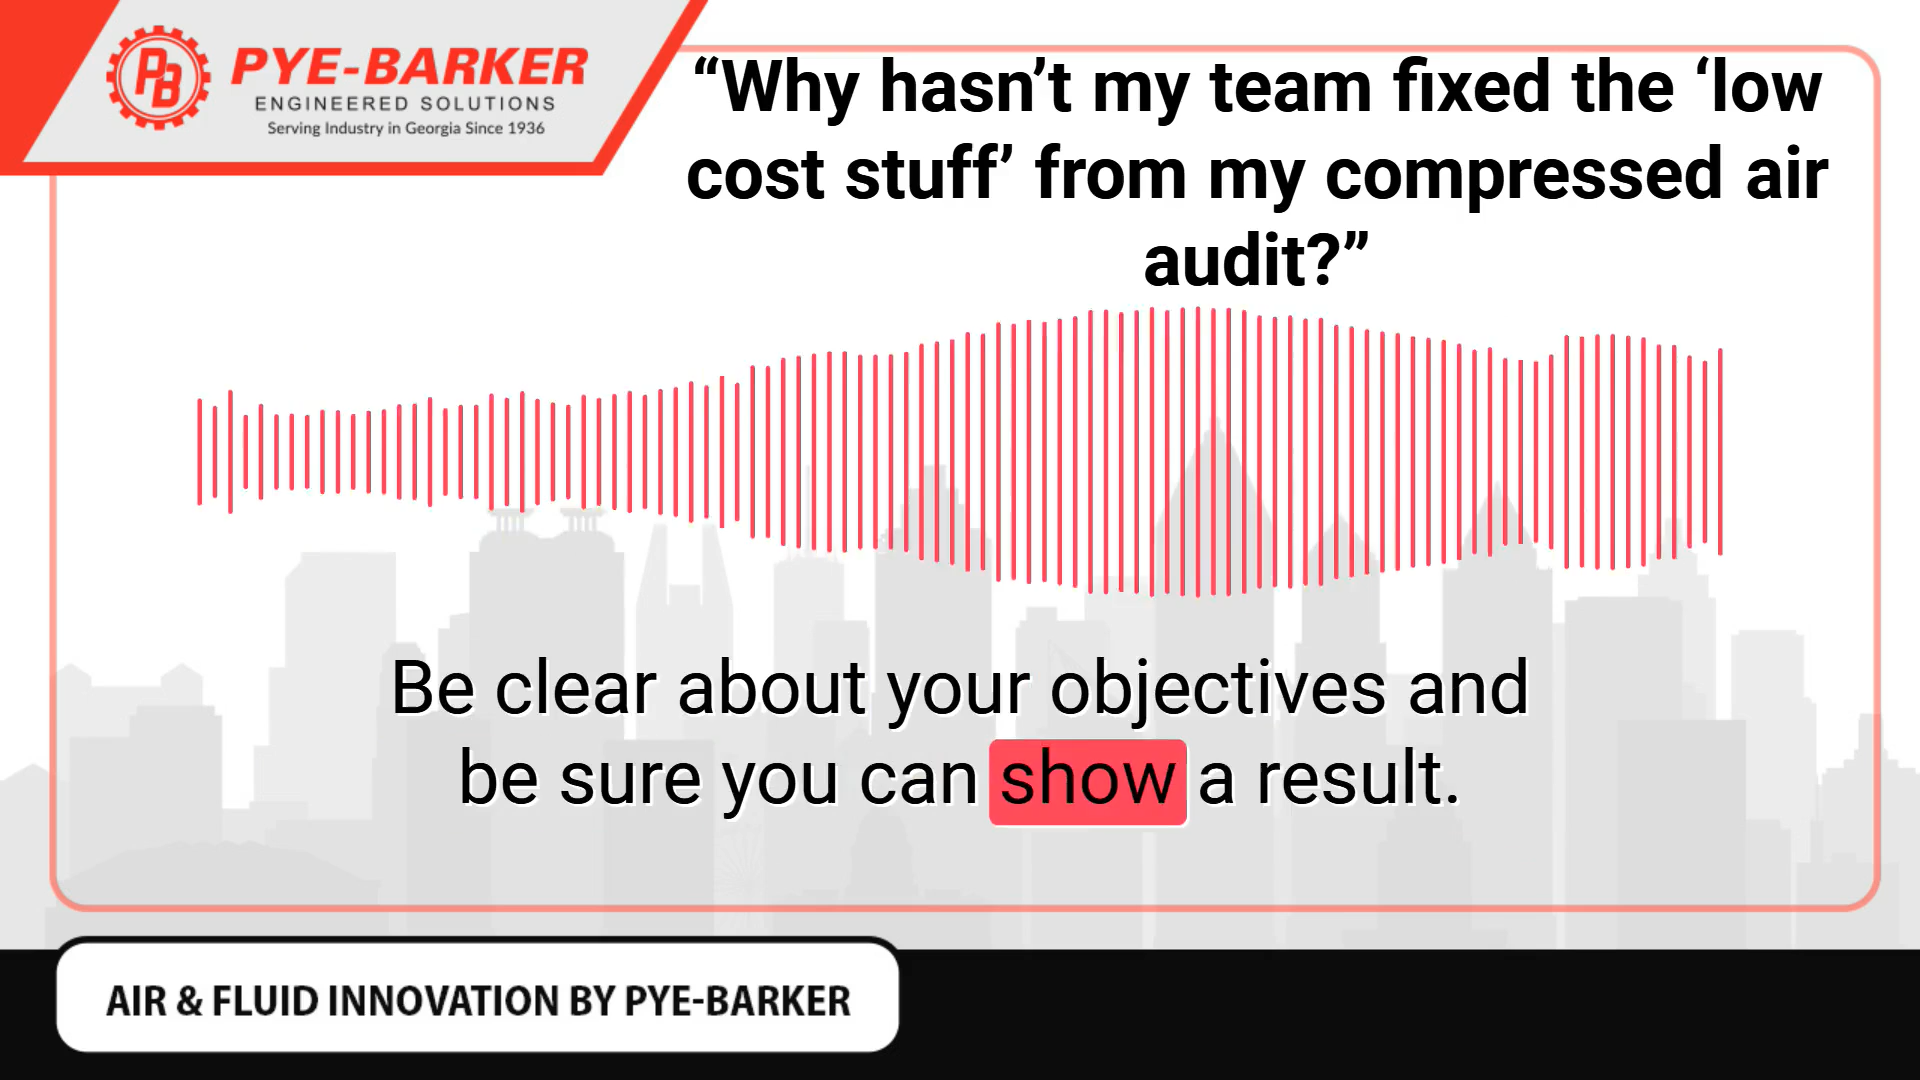 PB
PYE-BARKER
ENGINEERED SOLUTIONS
Serving Industry in Georgia Since 1936
“Why hasn’t my team fixed the ‘low
cost stuff’ from my compressed air
audit?”
Be clear about your objectives and
be sure you can show a result.
AIR & FLUID INNOVATION BY PYE-BARKER